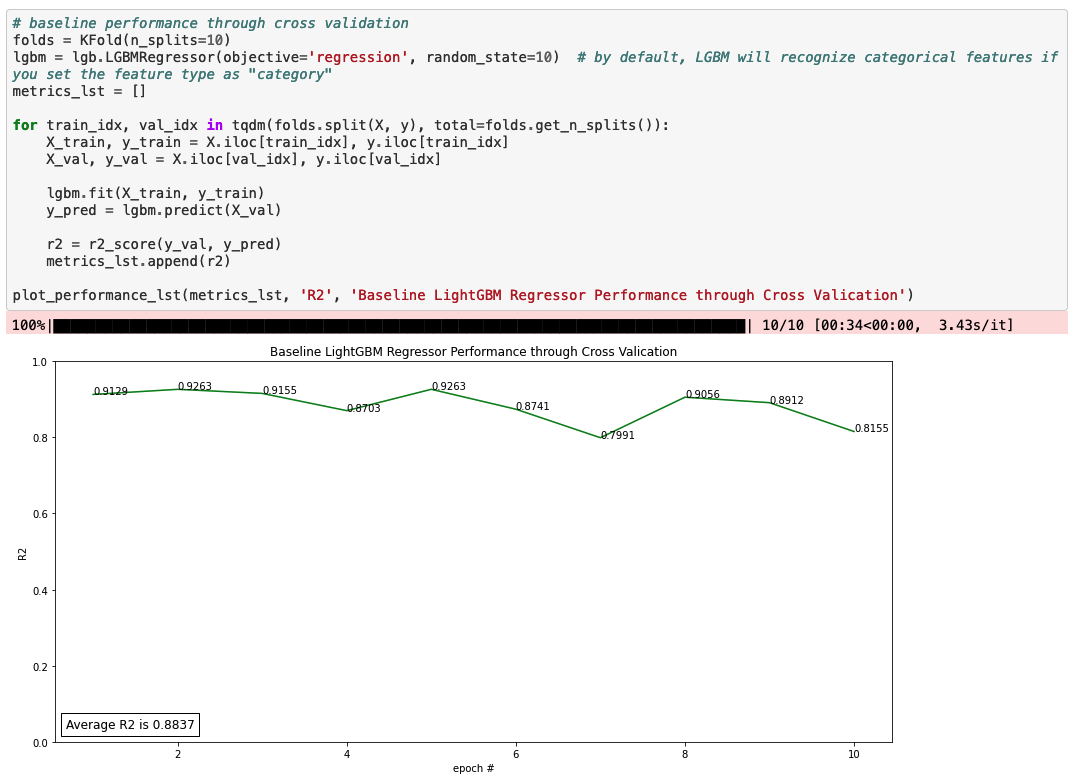 # baseline performance through cross validation
folds = KFold(n_splits=10)
lgbm = lgb.LGBMRegressor(objective='regression', random_state=10)  # by default, LGBM will recognize categorical features if
you set the feature type as "category"
metrics_lst = []

for train_idx, val_idx in tqdm(folds.split(X, y), total=folds.get_n_splits()):
    X_train, y_train = X.iloc[train_idx], y.iloc[train_idx]
    X_val, y_val = X.iloc[val_idx], y.iloc[val_idx]

    lgbm.fit(X_train, y_train)
    y_pred = lgbm.predict(X_val)

    r2 = r2_score(y_val, y_pred)
    metrics_lst.append(r2)

plot_performance_lst(metrics_lst, 'R2', 'Baseline LightGBM Regressor Performance through Cross Valication')
100%| | 10/10 [00:34<00:00,  3.43s/it]
Baseline LightGBM Regressor Performance through Cross Valication
1.0
0.9129
0.9263
0.9155
0.8703
0.9263
0.8741
0.7991
0.9056
0.8912
0.8155
0.8
0.6
R2
0.4
0.2
Average R2 is 0.8837
0.0
2
4
6
8
10
epoch #